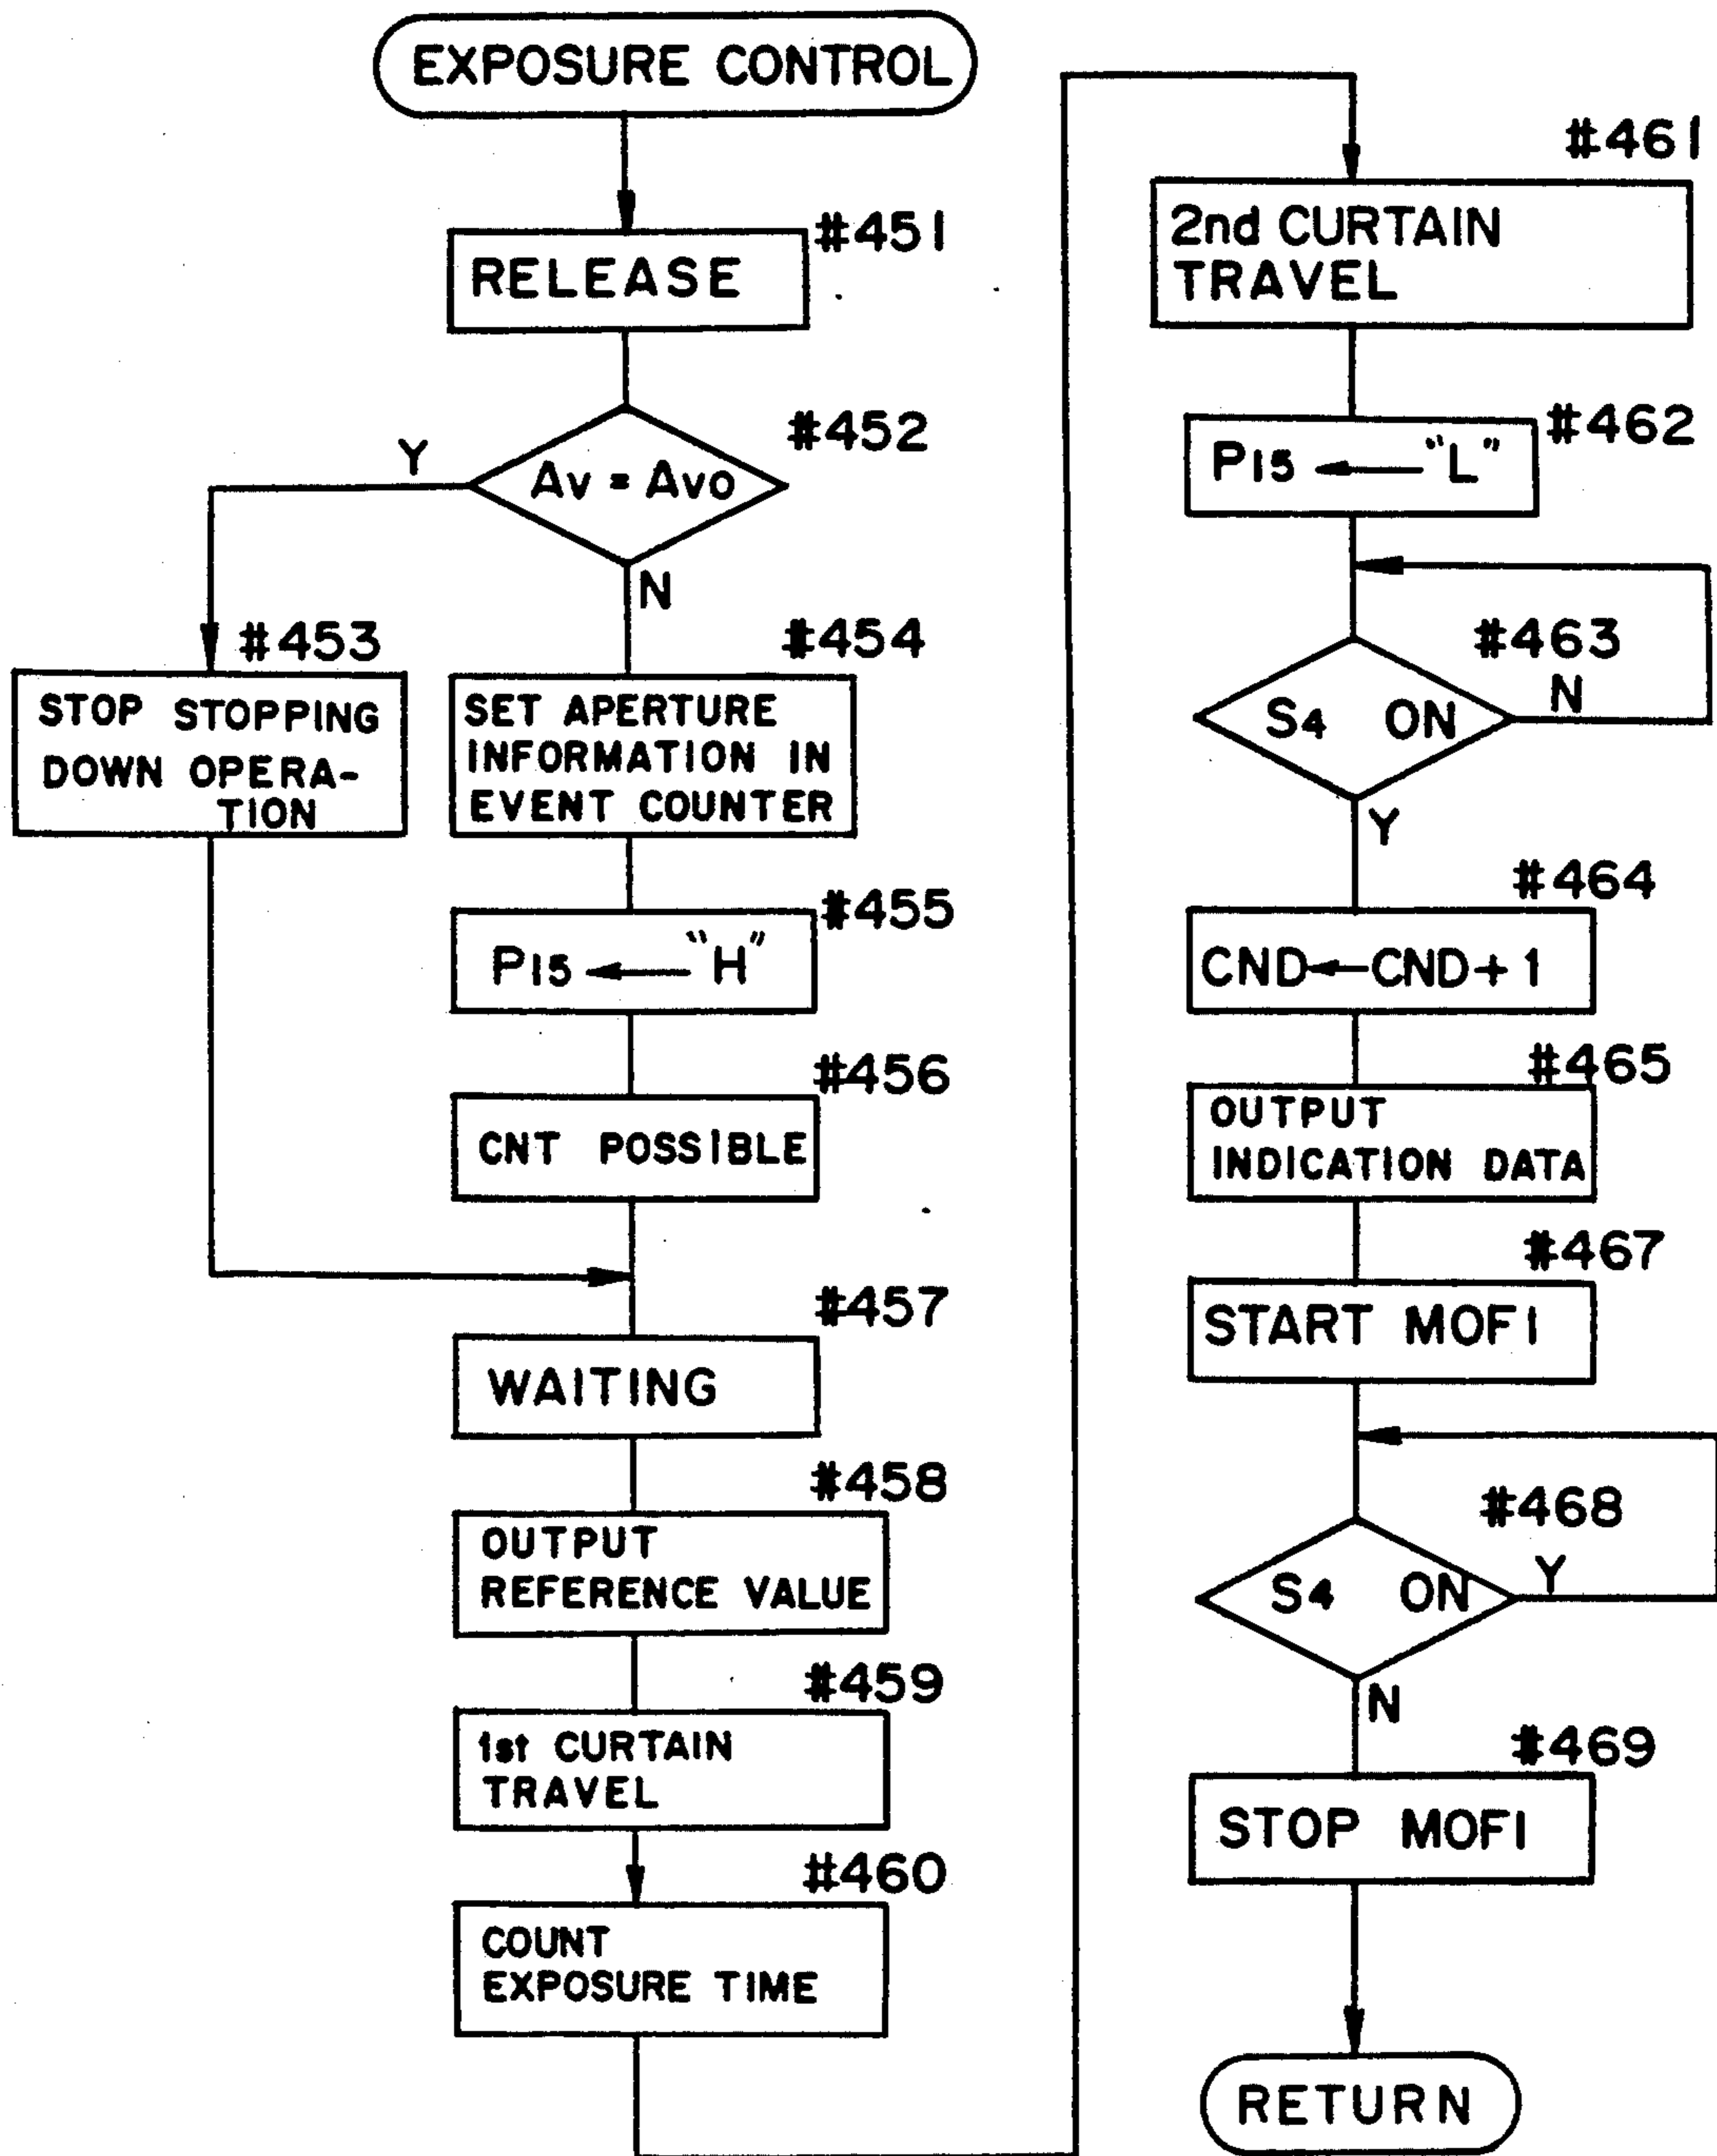 EXPOSURE CONTROL
#451
RELEASE
#452
Y
Av = Avo
N
#453
STOP STOPPING
DOWN OPERA-
TION
#454
SET APERTURE
INFORMATION IN
EVENT COUNTER
#455
P15 ← "H"
#456
CNT POSSIBLE
#457
WAITING
#458
OUTPUT
REFERENCE VALUE
#459
1st CURTAIN
TRAVEL
#460
COUNT
EXPOSURE TIME
#461
2nd CURTAIN
TRAVEL
#462
P15 ← "L"
#463
S4 ON
N
Y
#464
CND ← CND + 1
#465
OUTPUT
INDICATION DATA
#467
START MOF1
#468
S4 ON
Y
N
#469
STOP MOF1
RETURN